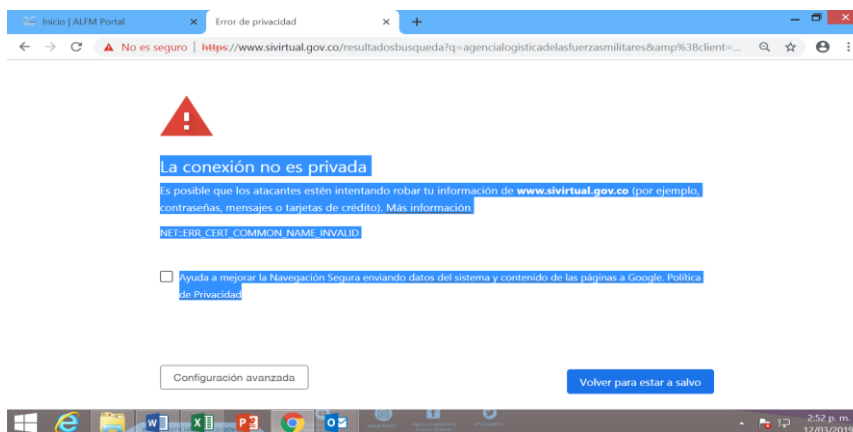 Inicio | ALFM Portal
Error de privacidad
No es seguro | https://www.sivirtual.gov.co/resultadosbusqueda?q=agencialogisticadelasfuerzasmilitares&amp%3Bclient=...
La conexión no es privada
Es posible que los atacantes estén intentando robar tu información de www.sivirtual.gov.co (por ejemplo,
contraseñas, mensajes o tarjetas de crédito). Más información
NET::ERR_CERT_COMMON_NAME_INVALID
Ayuda a mejorar la Navegación Segura enviando datos del sistema y contenido de las páginas a Google. Política
de Privacidad
Configuración avanzada
Volver para estar a salvo
2:52 p. m.
12/03/2019